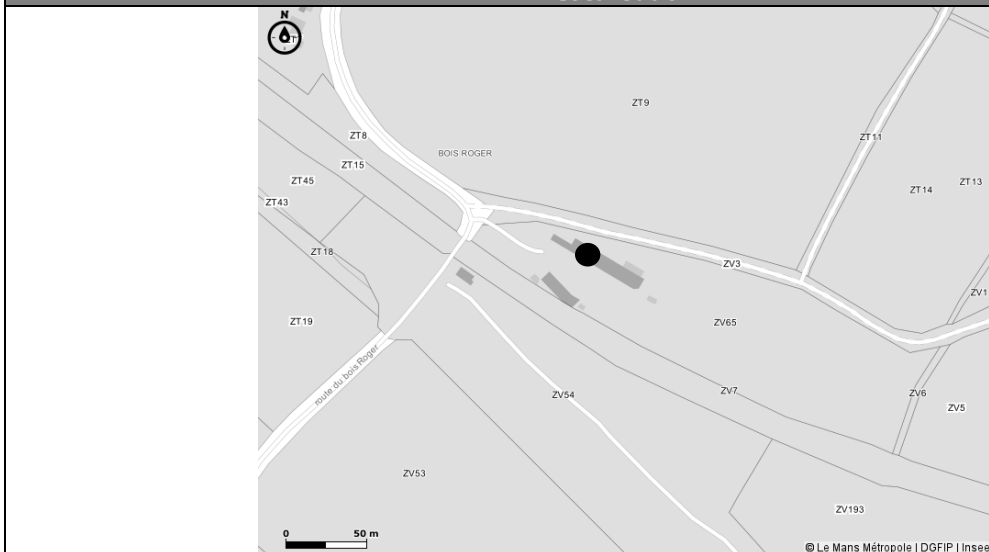 N
ZT
ZT9
ZT8
ZT11
BOIS ROGER
ZT15
ZT45
ZT13
ZT14
ZT43
ZT18
ZV3
ZV1
ZT19
ZV65
route du bois Roger
ZV7
ZV54
ZV6
ZV5
ZV53
ZV193
0 50 m
© Le Mans Métropole | DGFIP | Insee